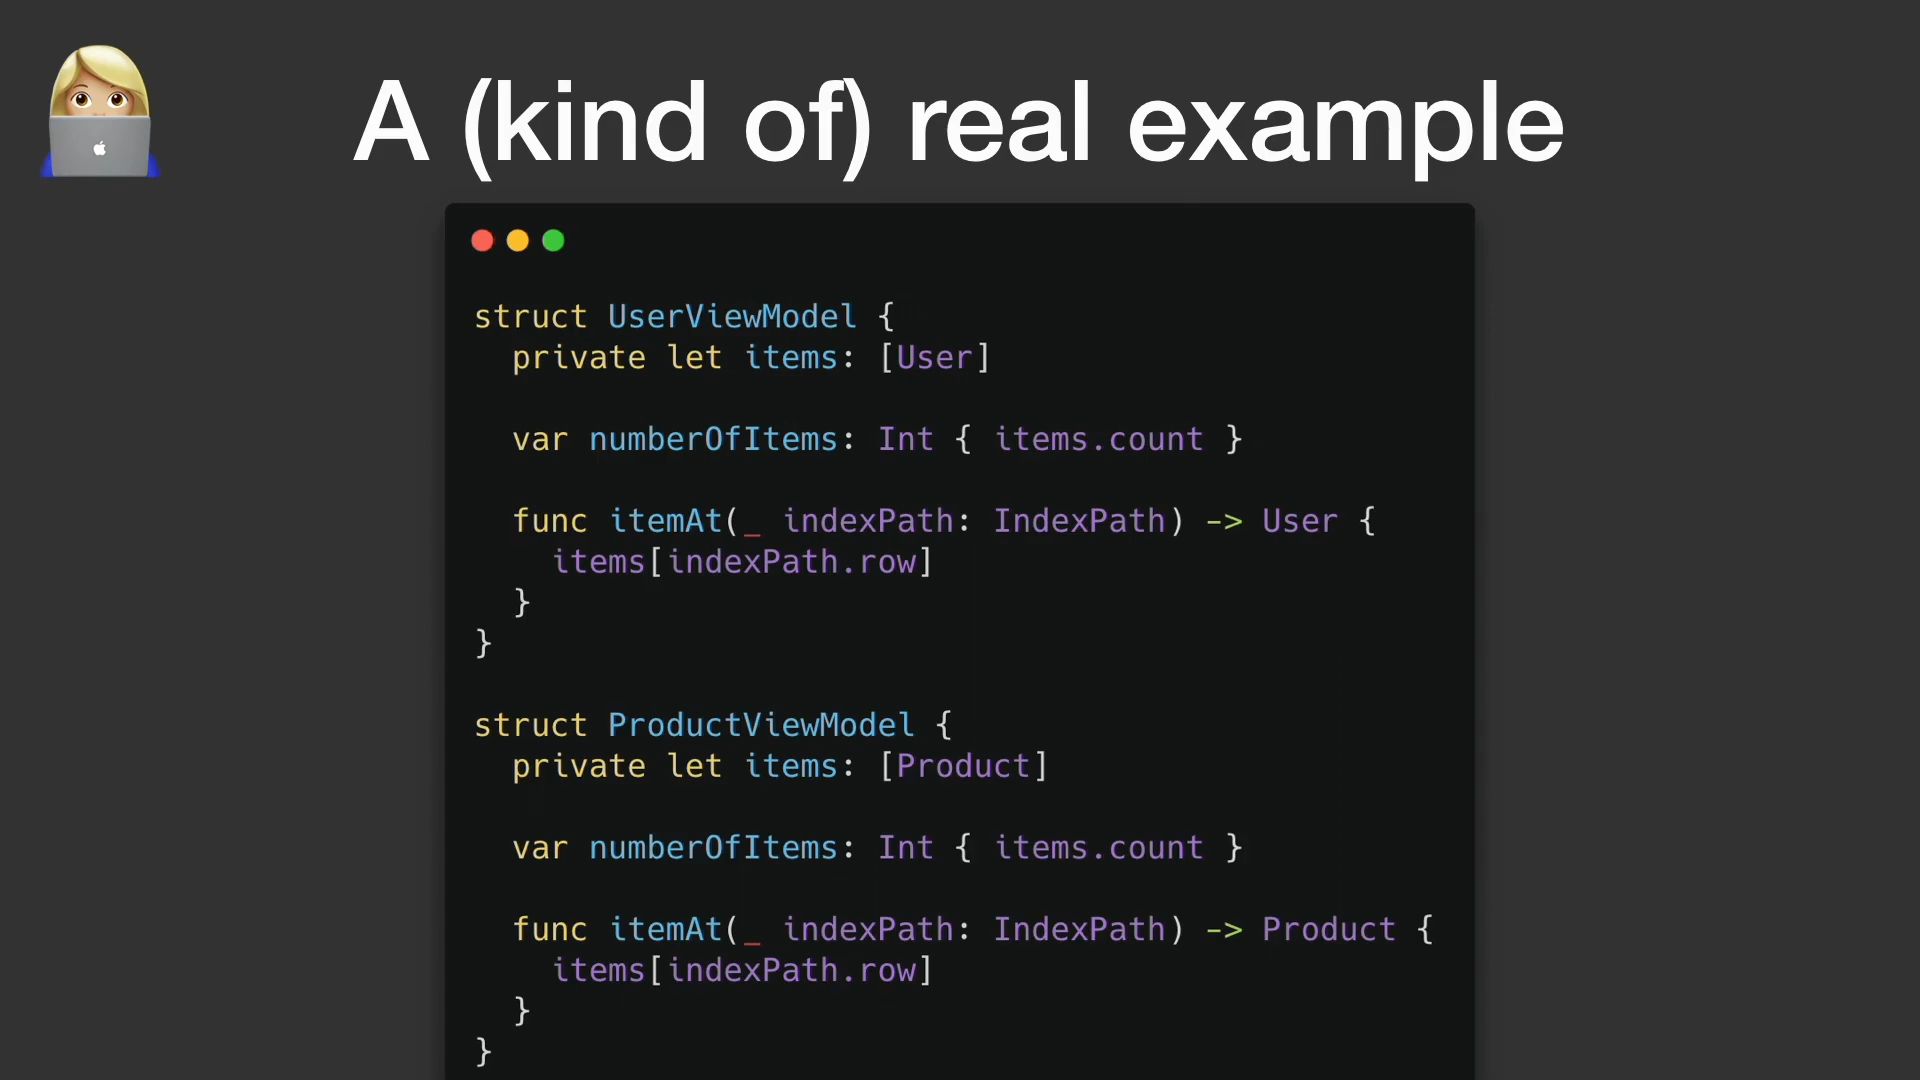 A (kind of) real example
struct UserViewModel {
  private let items: [User]
  var numberOfItems: Int { items.count }
  func itemAt(_ indexPath: IndexPath) -> User {
    items[indexPath.row]
  }
}
struct ProductViewModel {
  private let items: [Product]
  var numberOfItems: Int { items.count }
  func itemAt(_ indexPath: IndexPath) -> Product {
    items[indexPath.row]
  }
}